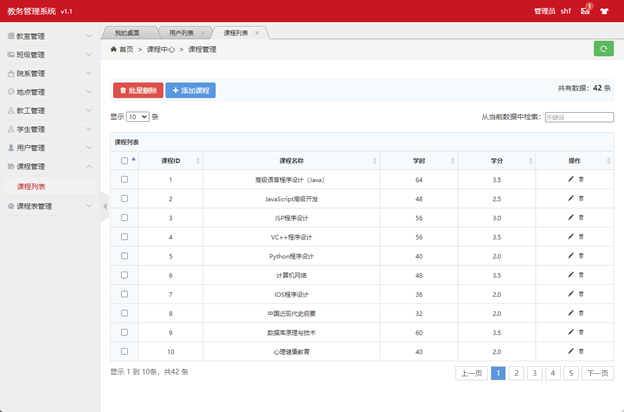 教务管理系统 v1.1
管理员 shf 1
教室管理
班级管理
院系管理
地点管理
教工管理
学生管理
用户管理
课程管理
课程列表
课程表管理
我的桌面 用户列表 × 课程列表 ×
首页 > 课程中心 > 课程管理
批量删除 + 添加课程
共有数据：42 条
显示 10 条
从当前数据中检索： 关键词
课程列表
课程ID 课程名称 学时 学分 操作
1 高级语言程序设计（Java） 64 3.5
2 JavaScript高级开发 48 2.5
3 JSP程序设计 56 3.0
4 VC++程序设计 56 3.5
5 Python程序设计 40 2.0
6 计算机网络 48 3.5
7 IOS程序设计 36 2.0
8 中国近现代史纲要 32 2.0
9 数据库原理与技术 60 3.5
10 心理健康教育 40 2.0
显示 1 到 10条，共42 条
上一页 1 2 3 4 5 下一页